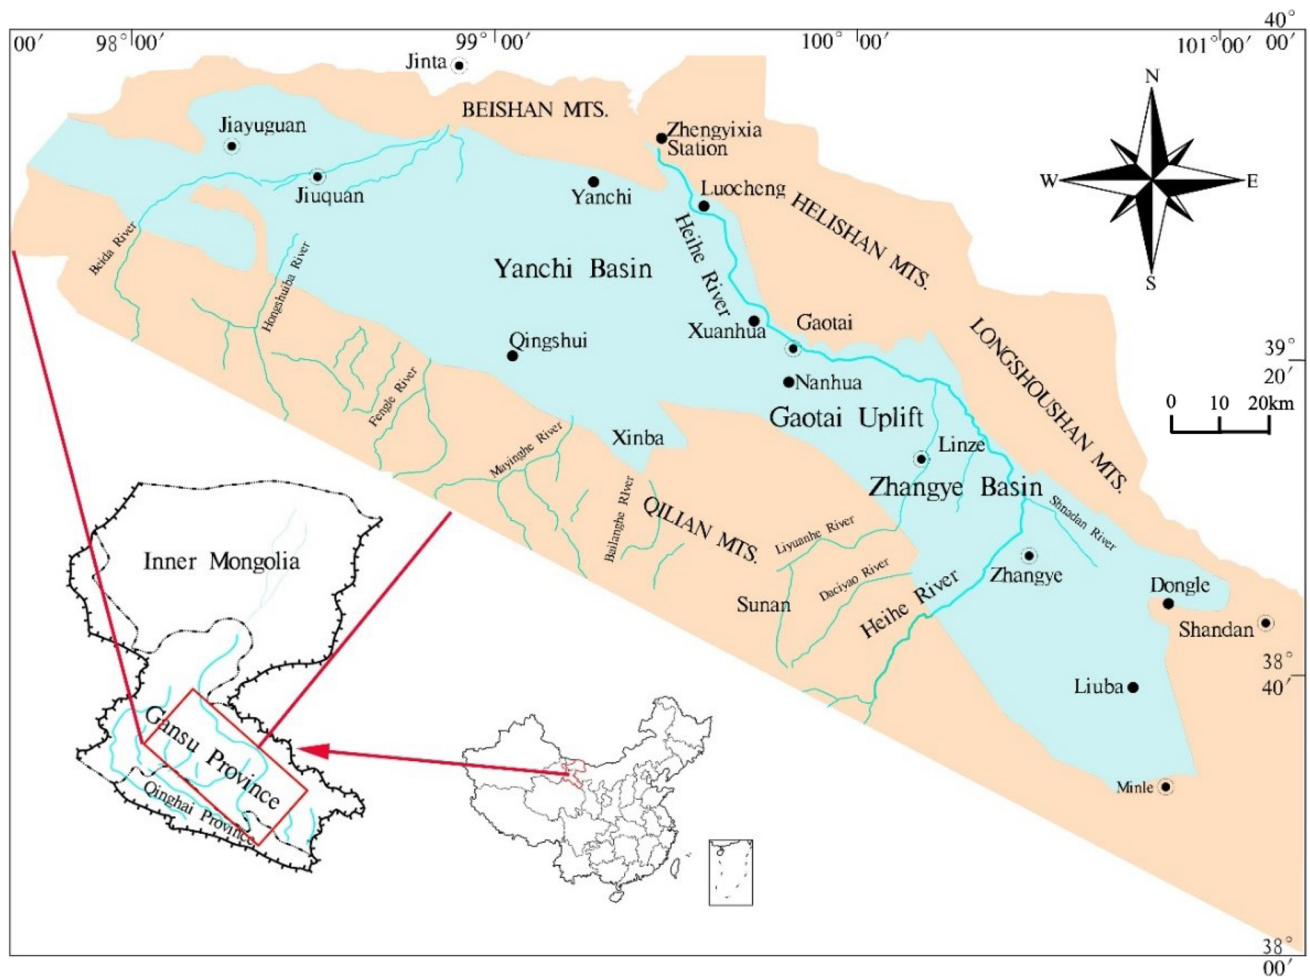 00′ 98° 00′ 99° 00′ 100° 00′ 101° 00′
40°
00′
Jinta
N
BEISHAN MTS.
Jiayuguan
Zhengyixia
Station
Jiuquan
Yanchi
Luocheng
W
E
HELISHAN MTS.
Beida River
Heihe River
Hongshuiba River
Yanchi Basin
S
Xuanhua
Gaotai
Qingshui
LONGSHOUSHAN MTS.
39°
20′
Nanhua
Fengle River
0 10 20km
Gaotai Uplift
Xinba
Linze
Mayinghe River
Zhangye Basin
Bailanghe River
QILIAN MTS.
Shnadan River
Liyuanhe River
Inner Mongolia
Zhangye
Daciyao River
Dongle
Sunan
Heihe River
Shandan
38°
40′
Liuba
Gansu Province
Qinghai Province
Minle
38°
00′